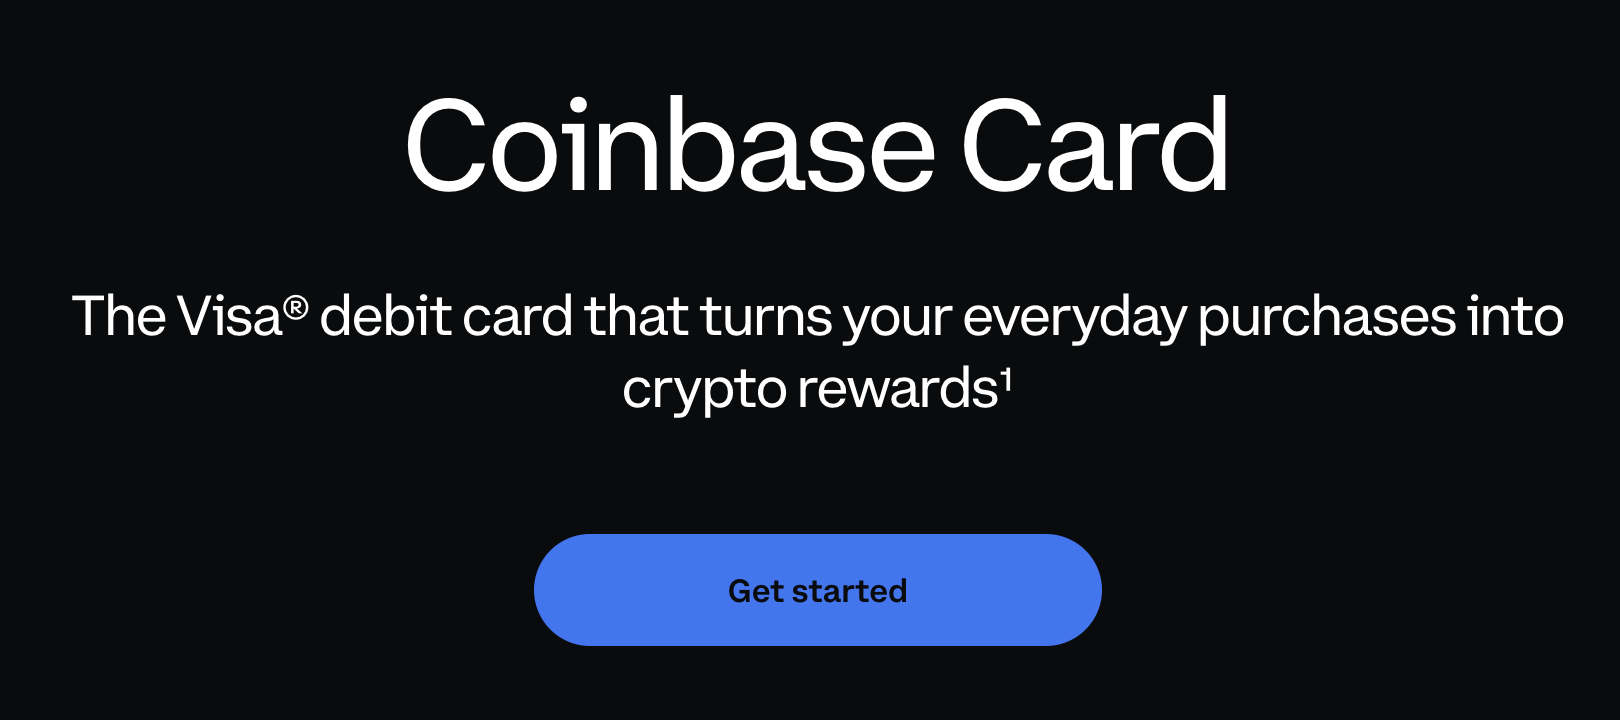 Coinbase Card
The Visa® debit card that turns your everyday purchases into
crypto rewards¹
Get started